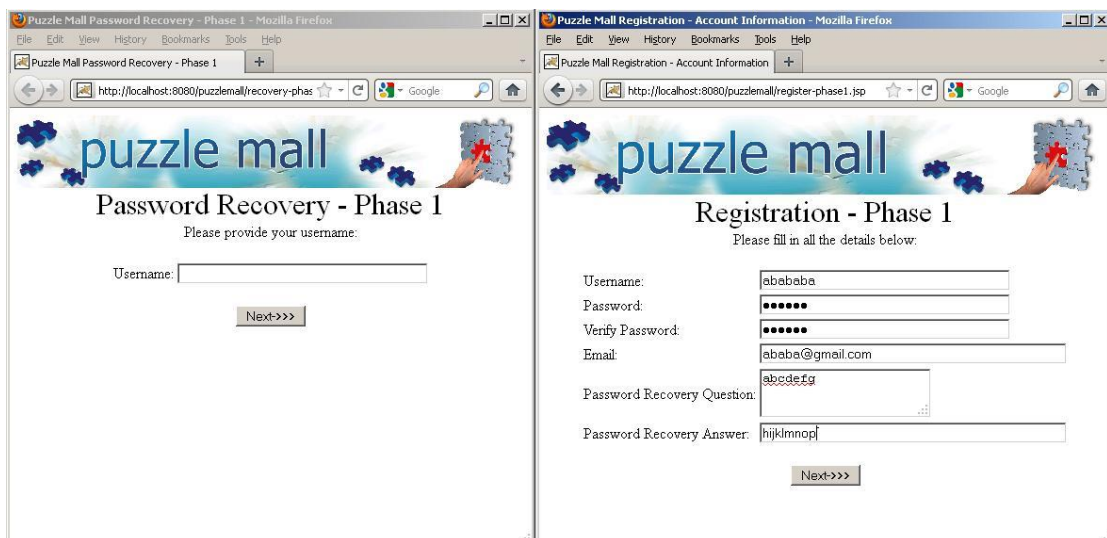 Puzzle Mall Password Recovery - Phase 1 - Mozilla Firefox
File Edit View History Bookmarks Tools Help
Puzzle Mall Password Recovery - Phase 1
http://localhost:8080/puzzlemall/recovery-phas
Google
puzzle mall
Password Recovery - Phase 1
Please provide your username:
Username:
Next->>>
Puzzle Mall Registration - Account Information - Mozilla Firefox
File Edit View History Bookmarks Tools Help
Puzzle Mall Registration - Account Information
http://localhost:8080/puzzlemall/register-phase1.jsp
Google
puzzle mall
Registration - Phase 1
Please fill in all the details below:
Username: abababa
Password: ●●●●●●
Verify Password: ●●●●●●
Email: ababa@gmail.com
Password Recovery Question: abcdefg
Password Recovery Answer: hijklmnop
Next->>>